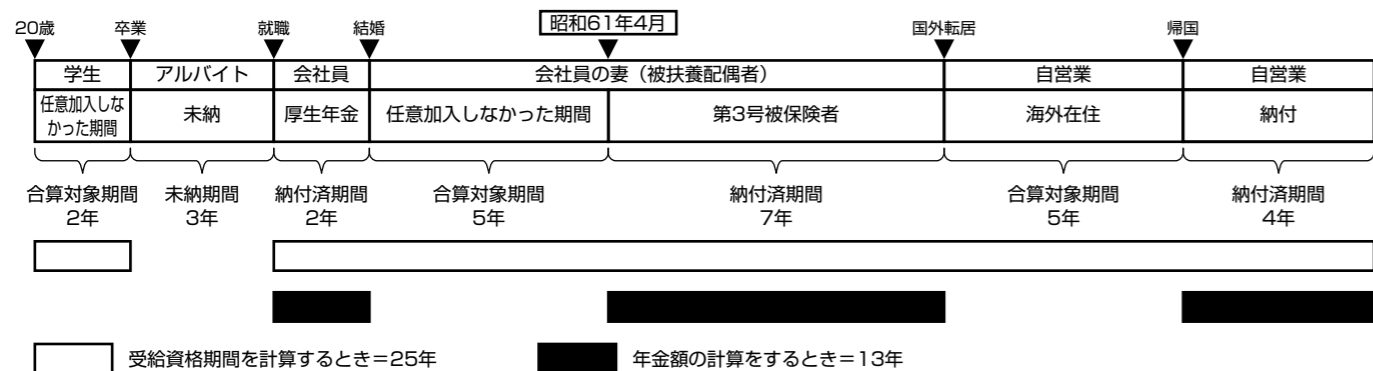 20歳 卒業 就職 結婚 昭和61年4月 国外転居 帰国
学生 アルバイト 会社員 会社員の妻（被扶養配偶者） 自営業 自営業
任意加入しな
かった期間
未納 厚生年金 任意加入しなかった期間 第3号被保険者 海外在住 納付
合算対象期間 未納期間 納付済期間 合算対象期間 納付済期間 合算対象期間 納付済期間
2年 3年 2年 5年 7年 5年 4年
受給資格期間を計算するとき＝25年 年金額の計算をするとき＝13年